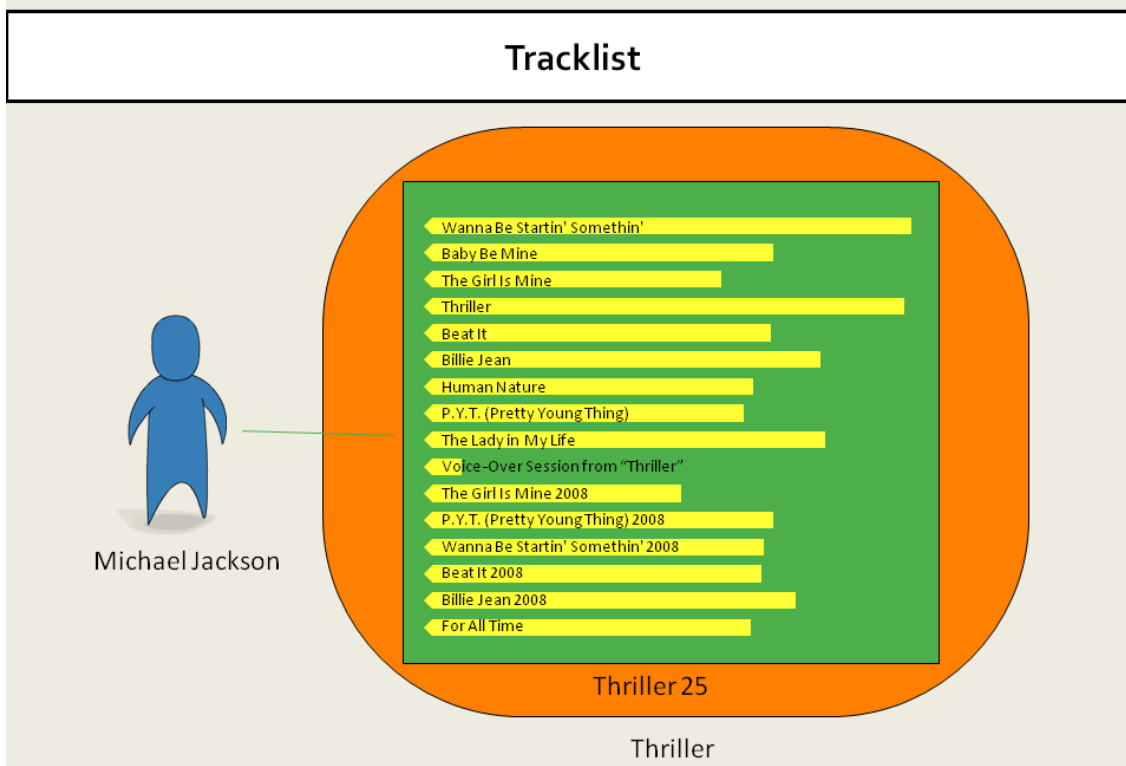 Tracklist
Wanna Be Startin' Somethin'
Baby Be Mine
The Girl Is Mine
Thriller
Beat It
Billie Jean
Human Nature
P.Y.T. (Pretty Young Thing)
The Lady in My Life
Voice-Over Session from “Thriller”
The Girl Is Mine 2008
P.Y.T. (Pretty Young Thing) 2008
Wanna Be Startin' Somethin' 2008
Beat It 2008
Billie Jean 2008
For All Time
Michael Jackson
Thriller 25
Thriller